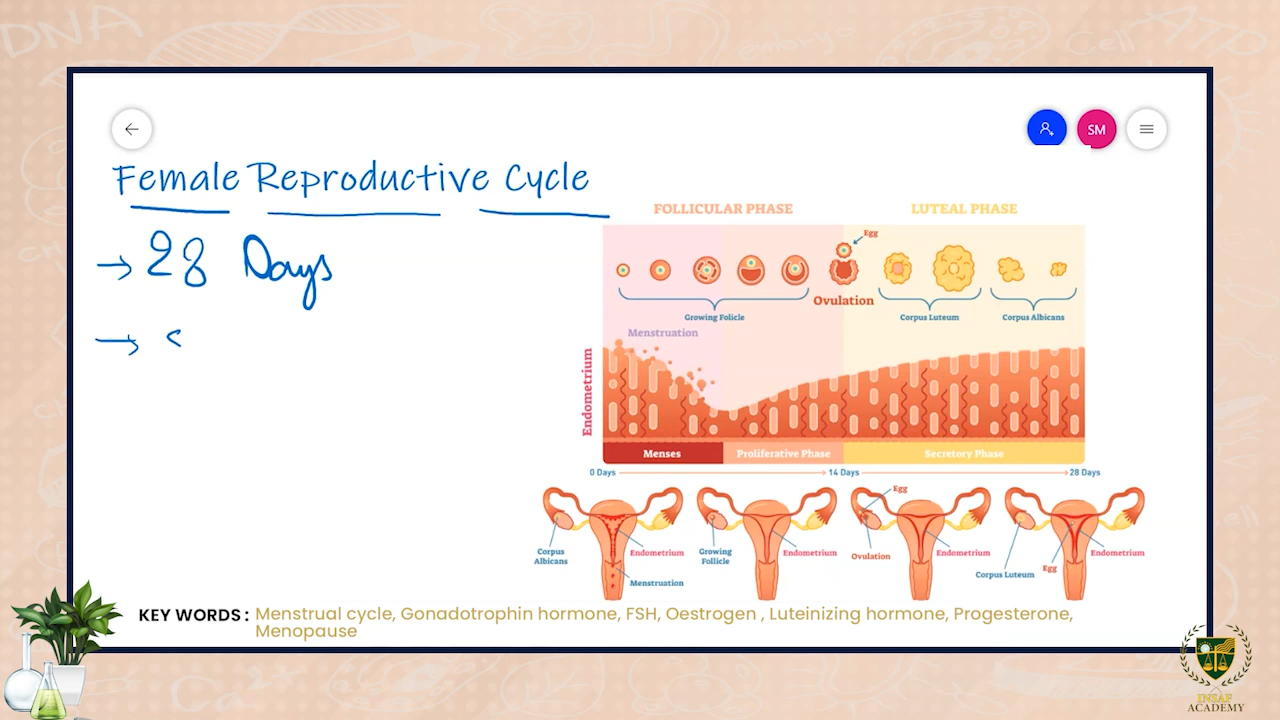 SM
Female Reproductive Cycle
→ 28 Days
→
FOLLICULAR PHASE
LUTEAL PHASE
Egg
Ovulation
Growing Folicle
Corpus Luteum
Corpus Albicans
Menstruation
Endometrium
Menses
Proliferative Phase
Secretory Phase
0 Days
14 Days
28 Days
Corpus
Albicans
Endometrium
Menstruation
Growing
Follicle
Endometrium
Egg
Ovulation
Endometrium
Corpus Luteum
Egg
Endometrium
KEY WORDS : Menstrual cycle, Gonadotrophin hormone, FSH, Oestrogen , Luteinizing hormone, Progesterone,
Menopause
INSAF
ACADEMY